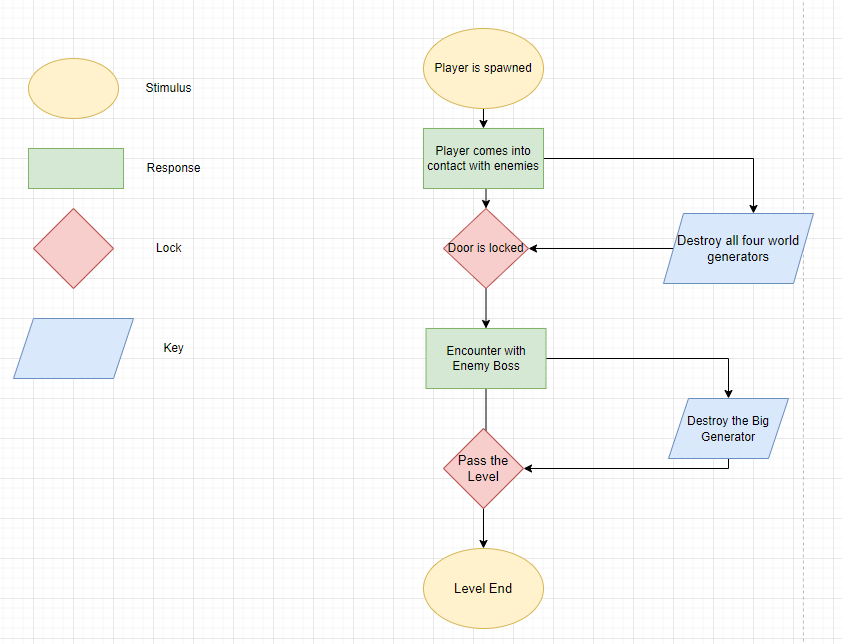 Stimulus
Response
Lock
Key
Player is spawned
Player comes into
contact with enemies
Door is locked
Destroy all four world
generators
Encounter with
Enemy Boss
Destroy the Big
Generator
Pass the
Level
Level End